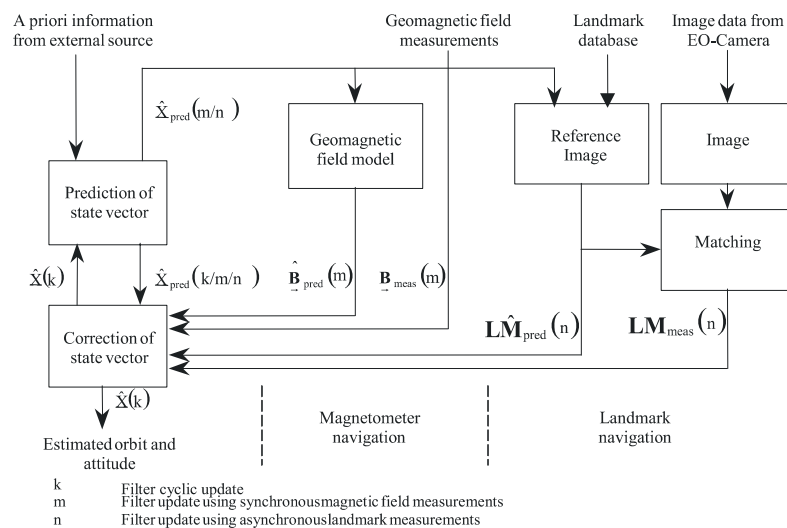 A priori information
from external source
Geomagnetic field
measurements
Landmark
database
Image data from
EO-Camera
X̂ pred (m/n)
Geomagnetic
field model
Reference
Image
Image
Prediction of
state vector
Matching
X̂(k)
X̂ pred (k/m/n)
B̂ pred (m)
B meas (m)
Correction of
state vector
LM̂ pred (n)
LM meas (n)
X̂(k)
Estimated orbit and
attitude
Magnetometer
navigation
Landmark
navigation
k Filter cyclic update
m Filter update using synchronousmagnetic field measurements
n Filter update using asynchronouslandmark measurements